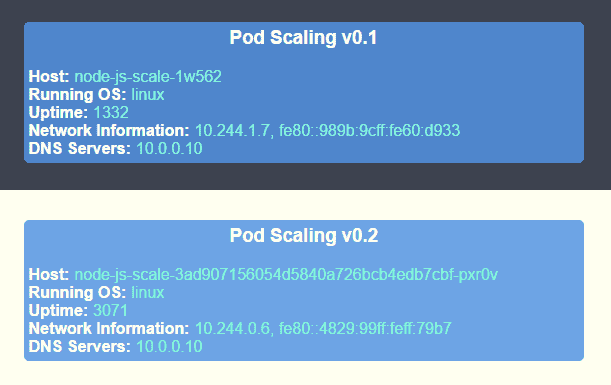 Pod Scaling v0.1
Host: node-js-scale-1w562
Running OS: linux
Uptime: 1332
Network Information: 10.244.1.7, fe80::989b:9cff:fe60:d933
DNS Servers: 10.0.0.10
Pod Scaling v0.2
Host: node-js-scale-3ad907156054d5840a726bcb4edb7cbf-pxr0v
Running OS: linux
Uptime: 3071
Network Information: 10.244.0.6, fe80::4829:99ff:feff:79b7
DNS Servers: 10.0.0.10